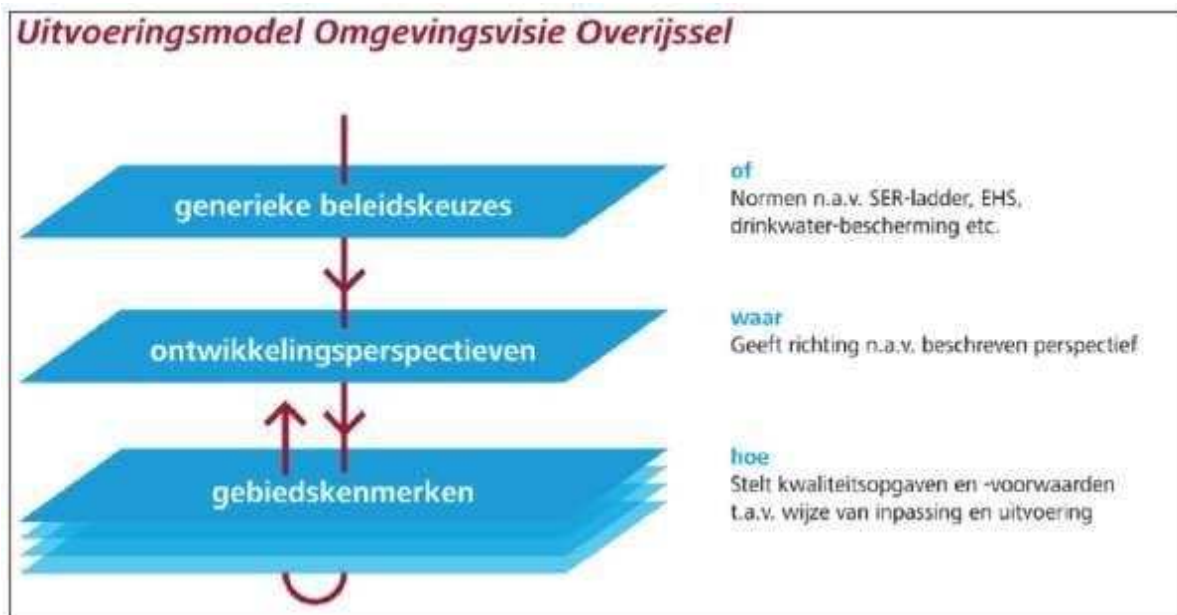 Uitvoeringsmodel Omgevingsvisie Overijssel
generieke beleidskeuzes
of
Normen n.a.v. SER-ladder, EHS,
drinkwater-bescherming etc.
ontwikkelingsperspectieven
waar
Geeft richting n.a.v. beschreven perspectief
gebiedskenmerken
hoe
Stelt kwaliteitsopgaven en -voorwaarden
t.a.v. wijze van inpassing en uitvoering